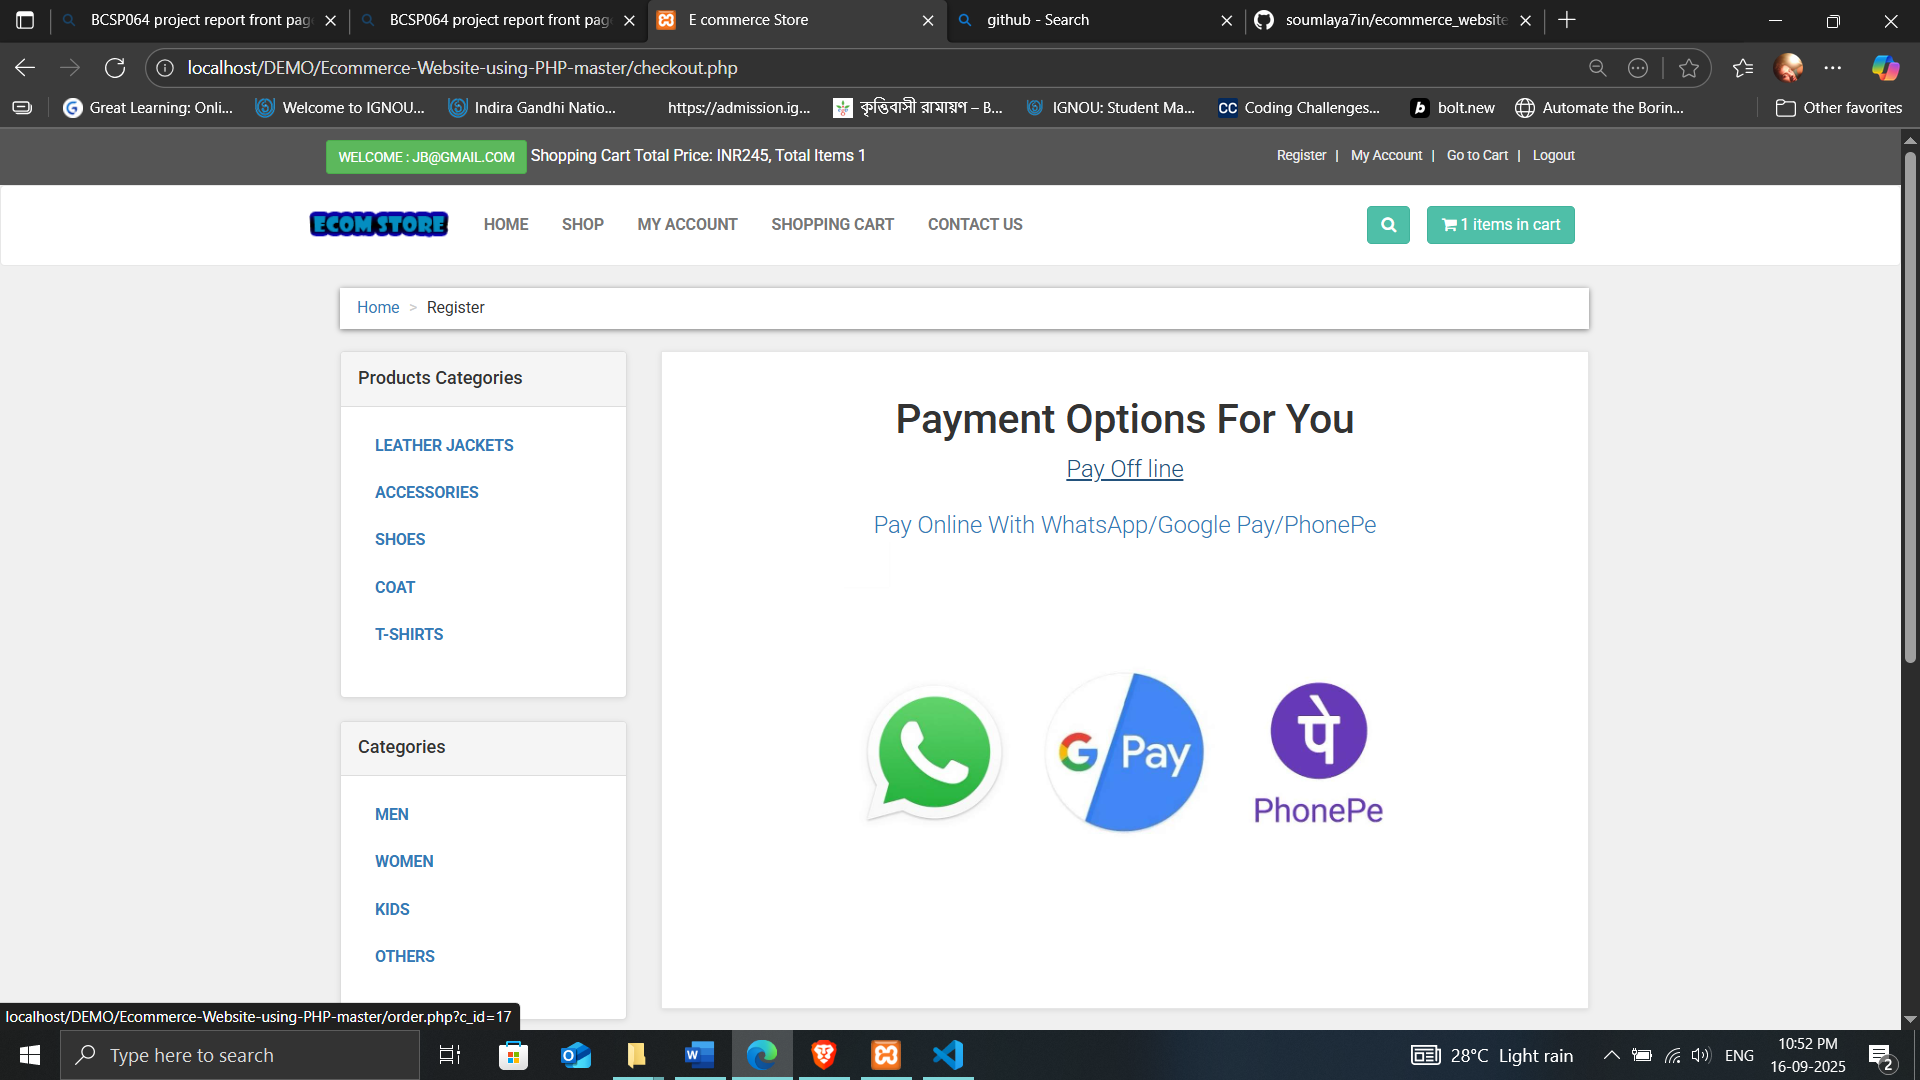 BCSP064 project report front pag
BCSP064 project report front pag
E commerce Store
github - Search
soumlaya7in/ecommerce_website
localhost/DEMO/Ecommerce-Website-using-PHP-master/checkout.php
Great Learning: Onli...
Welcome to IGNOU...
Indira Gandhi Natio...
https://admission.ig...
কৃত্তিবাসী রামায়ণ – B...
IGNOU: Student Ma...
CC Coding Challenges...
b bolt.new
Automate the Borin...
Other favorites
WELCOME : JB@GMAIL.COM Shopping Cart Total Price: INR245, Total Items 1
Register | My Account | Go to Cart | Logout
ECOM STORE
HOME SHOP MY ACCOUNT SHOPPING CART CONTACT US
1 items in cart
Home > Register
Products Categories
LEATHER JACKETS
ACCESSORIES
SHOES
COAT
T-SHIRTS
Categories
MEN
WOMEN
KIDS
OTHERS
Payment Options For You
Pay Off line
Pay Online With WhatsApp/Google Pay/PhonePe
G Pay
पे
PhonePe
localhost/DEMO/Ecommerce-Website-using-PHP-master/order.php?c_id=17
Type here to search
28°C Light rain
ENG
10:52 PM
16-09-2025
2